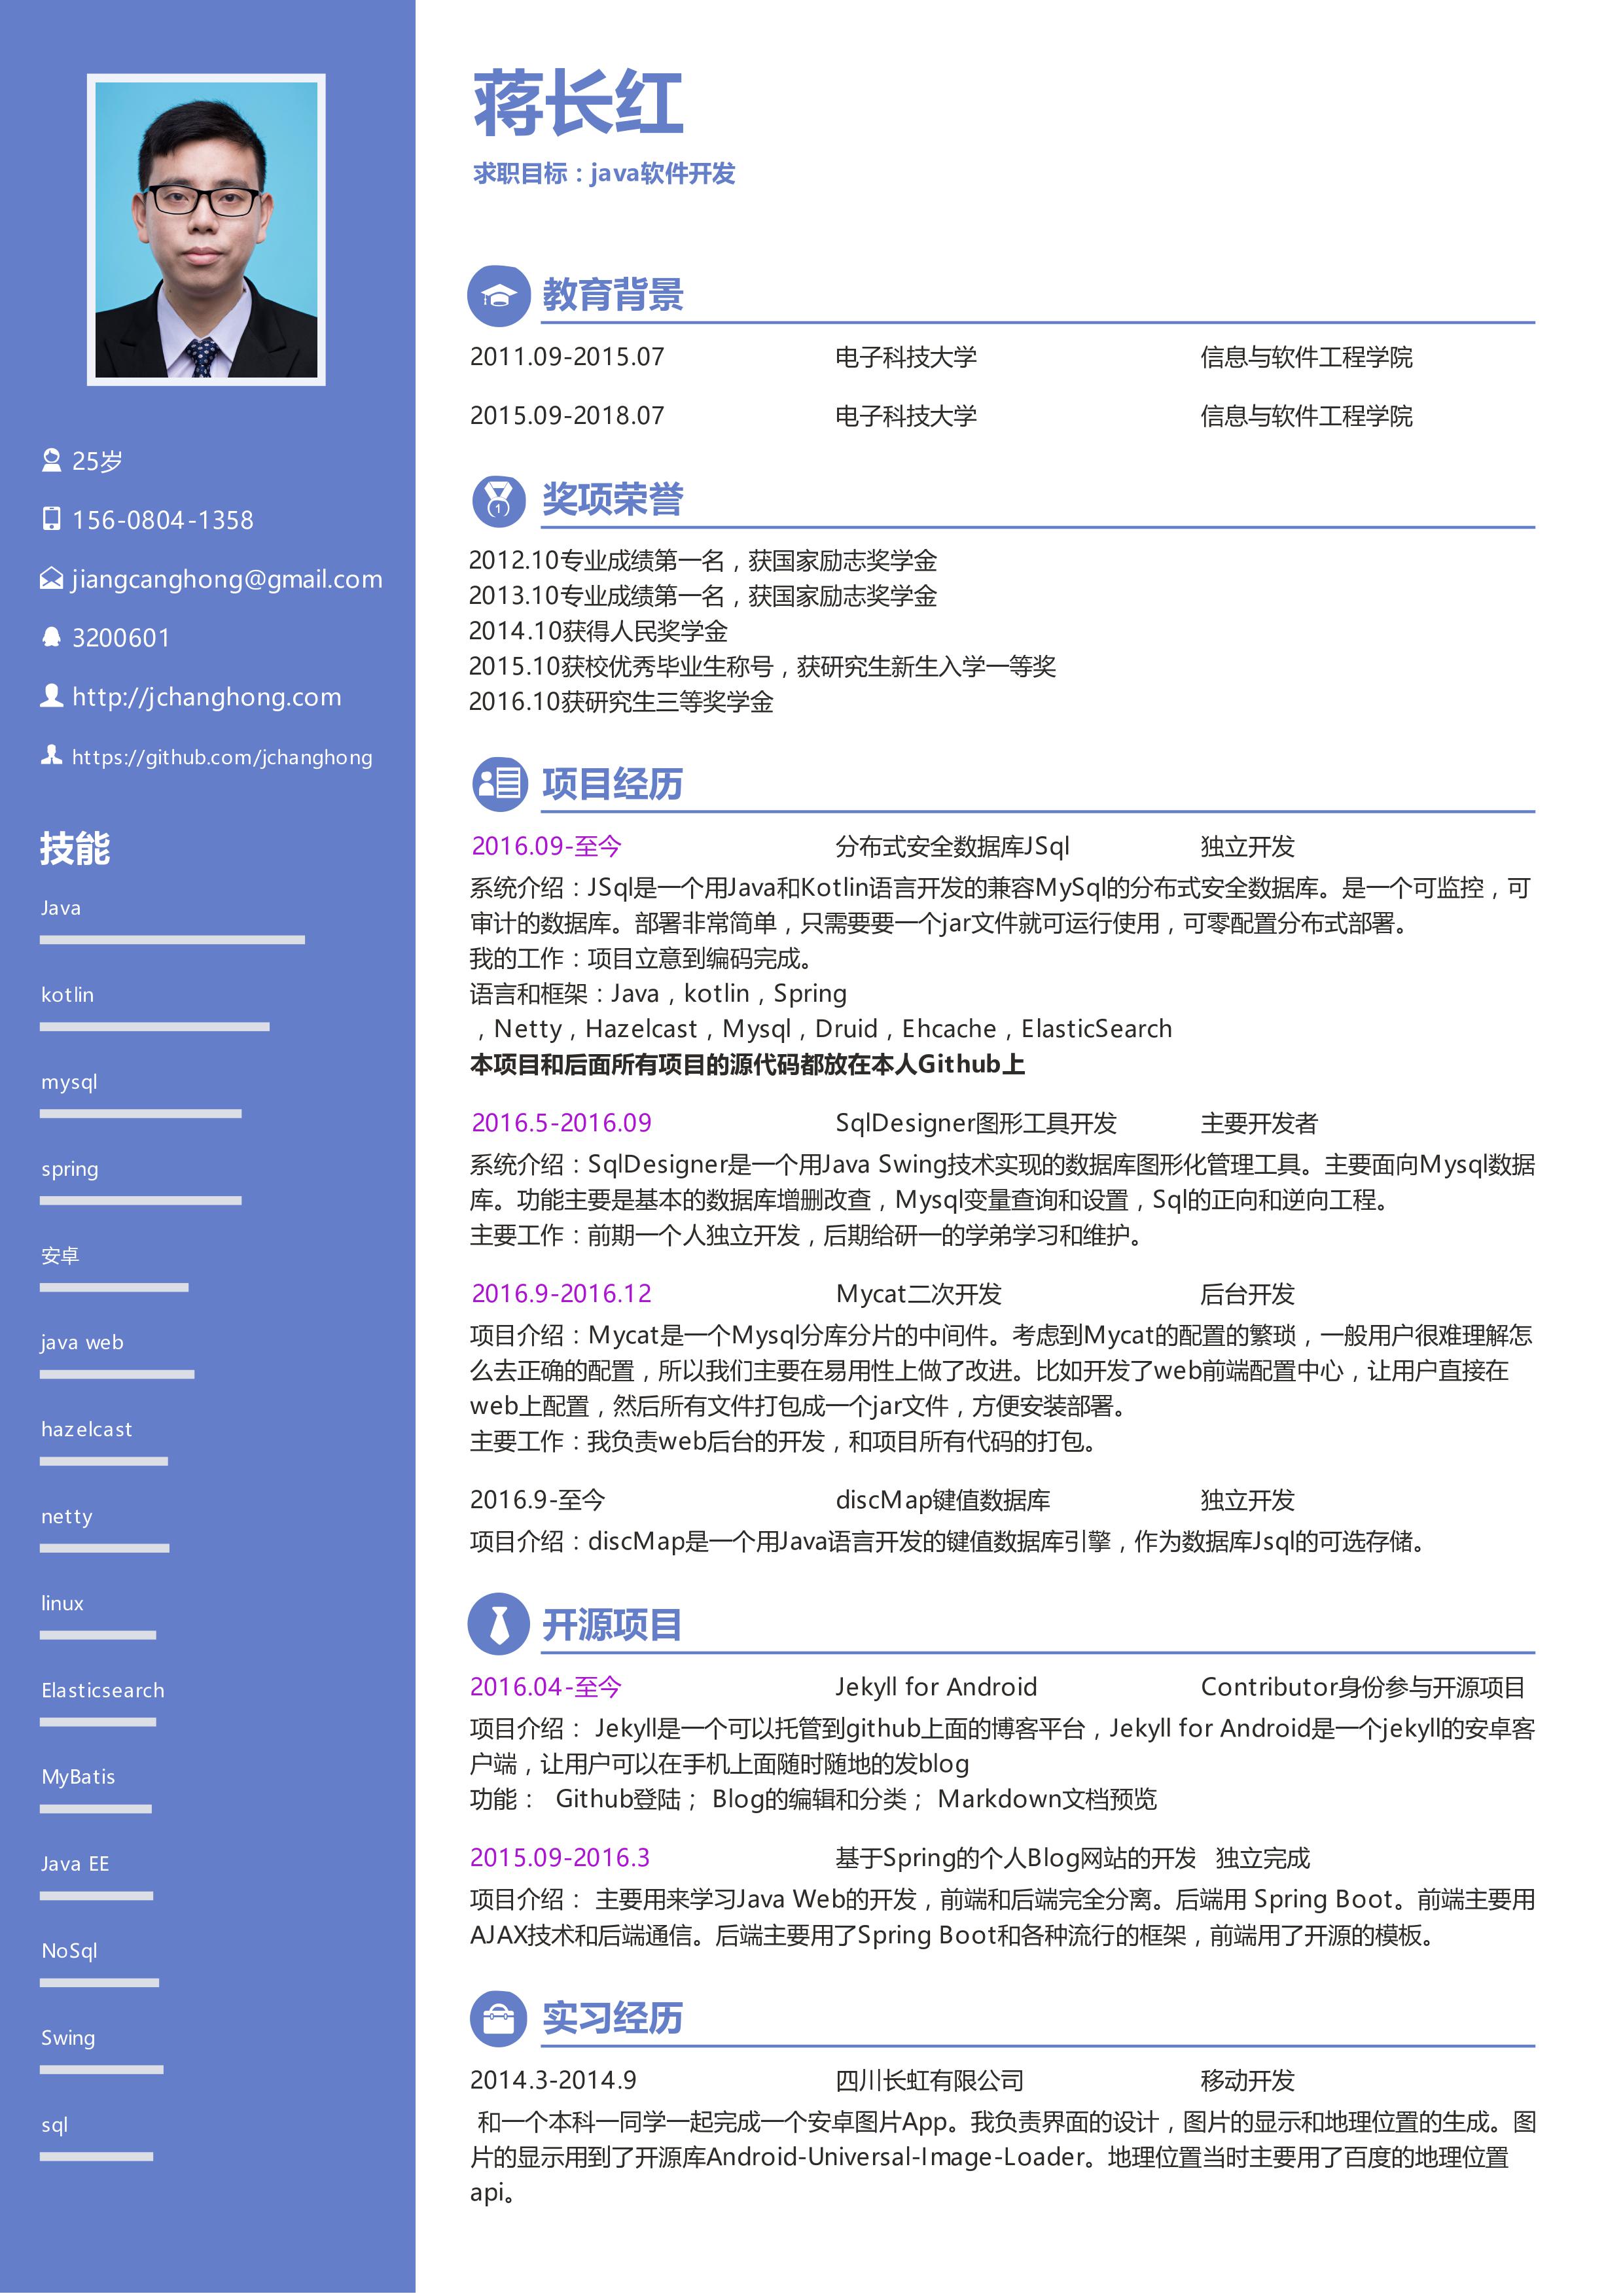 25岁
156-0804-1358
jiangcanghong@gmail.com
3200601
http://jchanghong.com
https://github.com/jchanghong
技能
Java
kotlin
mysql
spring
安卓
java web
hazelcast
netty
linux
Elasticsearch
MyBatis
Java EE
NoSql
Swing
sql
蒋长红
求职目标：java软件开发
教育背景
2011.09-2015.07 电子科技大学 信息与软件工程学院
2015.09-2018.07 电子科技大学 信息与软件工程学院
1 奖项荣誉
2012.10专业成绩第一名，获国家励志奖学金
2013.10专业成绩第一名，获国家励志奖学金
2014.10获得人民奖学金
2015.10获校优秀毕业生称号，获研究生新生入学一等奖
2016.10获研究生三等奖学金
项目经历
2016.09-至今 分布式安全数据库JSql 独立开发
系统介绍：JSql是一个用Java和Kotlin语言开发的兼容MySql的分布式安全数据库。是一个可监控，可
审计的数据库。部署非常简单，只需要要一个jar文件就可运行使用，可零配置分布式部署。
我的工作：项目立意到编码完成。
语言和框架：Java，kotlin，Spring
，Netty，Hazelcast，Mysql，Druid，Ehcache，ElasticSearch
本项目和后面所有项目的源代码都放在本人Github上
2016.5-2016.09 SqlDesigner图形工具开发 主要开发者
系统介绍：SqlDesigner是一个用Java Swing技术实现的数据库图形化管理工具。主要面向Mysql数据
库。功能主要是基本的数据库增删改查，Mysql变量查询和设置，Sql的正向和逆向工程。
主要工作：前期一个人独立开发，后期给研一的学弟学习和维护。
2016.9-2016.12 Mycat二次开发 后台开发
项目介绍：Mycat是一个Mysql分库分片的中间件。考虑到Mycat的配置的繁琐，一般用户很难理解怎
么去正确的配置，所以我们主要在易用性上做了改进。比如开发了web前端配置中心，让用户直接在
web上配置，然后所有文件打包成一个jar文件，方便安装部署。
主要工作：我负责web后台的开发，和项目所有代码的打包。
2016.9-至今 discMap键值数据库 独立开发
项目介绍：discMap是一个用Java语言开发的键值数据库引擎，作为数据库Jsql的可选存储。
开源项目
2016.04-至今 Jekyll for Android Contributor身份参与开源项目
项目介绍： Jekyll是一个可以托管到github上面的博客平台，Jekyll for Android是一个jekyll的安卓客
户端，让用户可以在手机上面随时随地的发blog
功能： Github登陆； Blog的编辑和分类； Markdown文档预览
2015.09-2016.3 基于Spring的个人Blog网站的开发 独立完成
项目介绍： 主要用来学习Java Web的开发，前端和后端完全分离。后端用 Spring Boot。前端主要用
AJAX技术和后端通信。后端主要用了Spring Boot和各种流行的框架，前端用了开源的模板。
实习经历
2014.3-2014.9 四川长虹有限公司 移动开发
和一个本科一同学一起完成一个安卓图片App。我负责界面的设计，图片的显示和地理位置的生成。图
片的显示用到了开源库Android-Universal-Image-Loader。地理位置当时主要用了百度的地理位置
api。